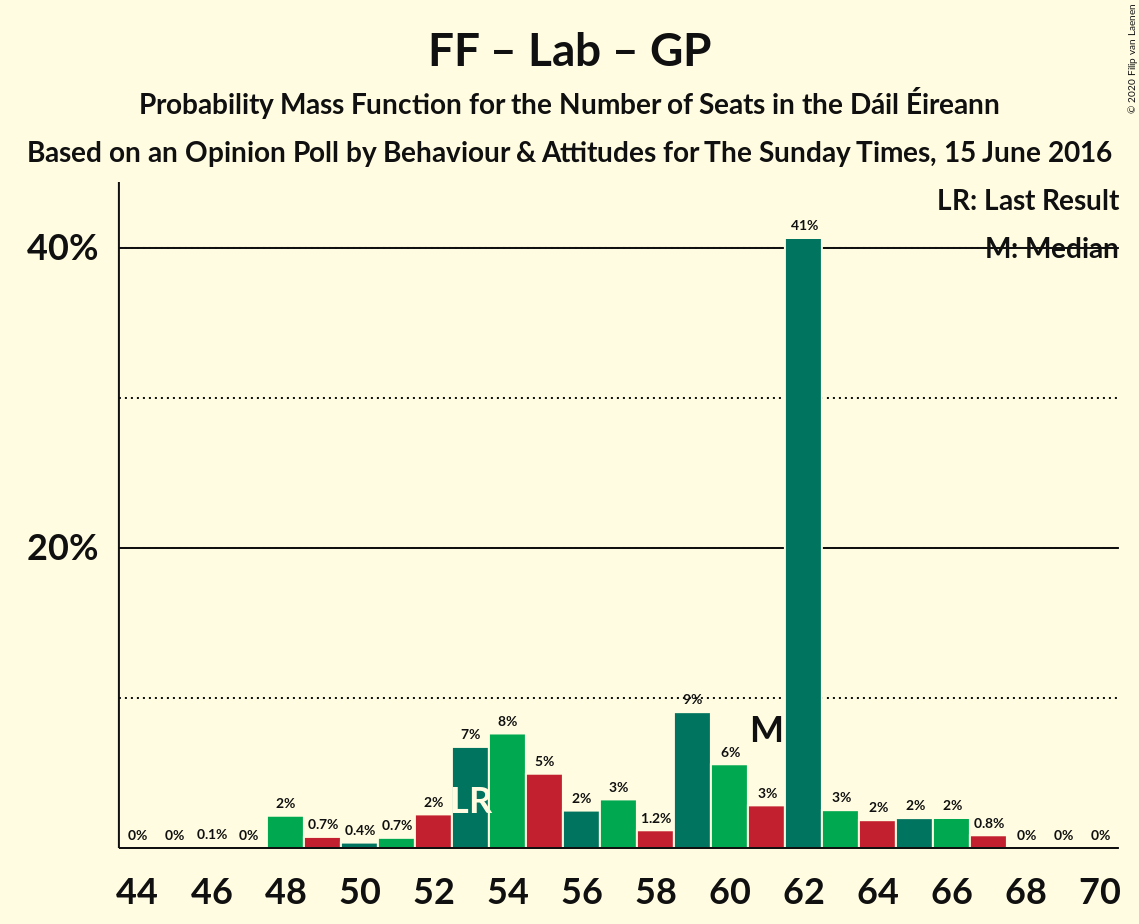 FF – Lab – GP
Probability Mass Function for the Number of Seats in the Dáil Éireann
Based on an Opinion Poll by Behaviour & Attitudes for The Sunday Times, 15 June 2016
© 2020 Filip van Laenen
LR: Last Result
M: Median
40%
20%
0% 0% 0.1% 0% 2% 0.7% 0.4% 0.7% 2% 7% 8% 5% 2% 3% 1.2% 9% 6% 3% 41% 3% 2% 2% 2% 0.8% 0% 0% 0%
LR
M
44 46 48 50 52 54 56 58 60 62 64 66 68 70